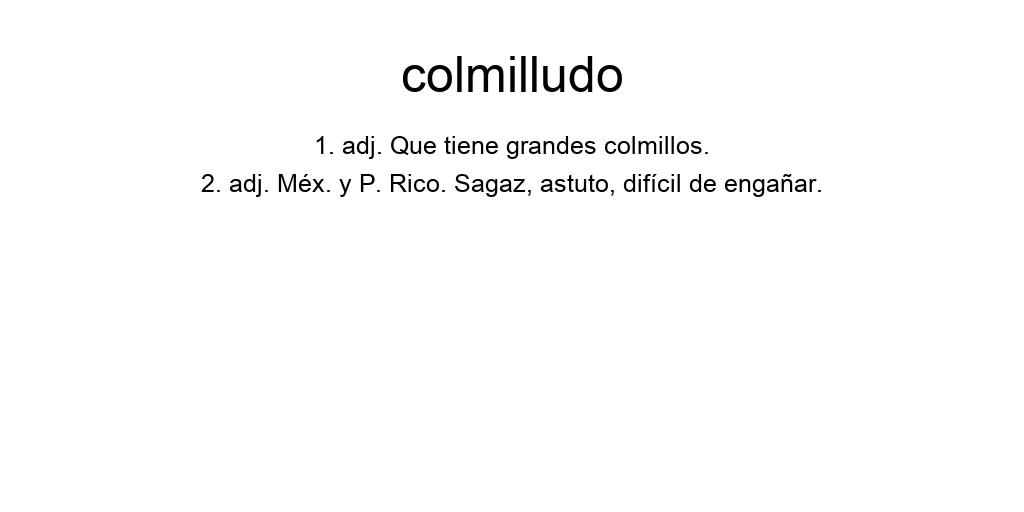 colmilludo
1. adj. Que tiene grandes colmillos.
2. adj. Méx. y P. Rico. Sagaz, astuto, difícil de engañar.